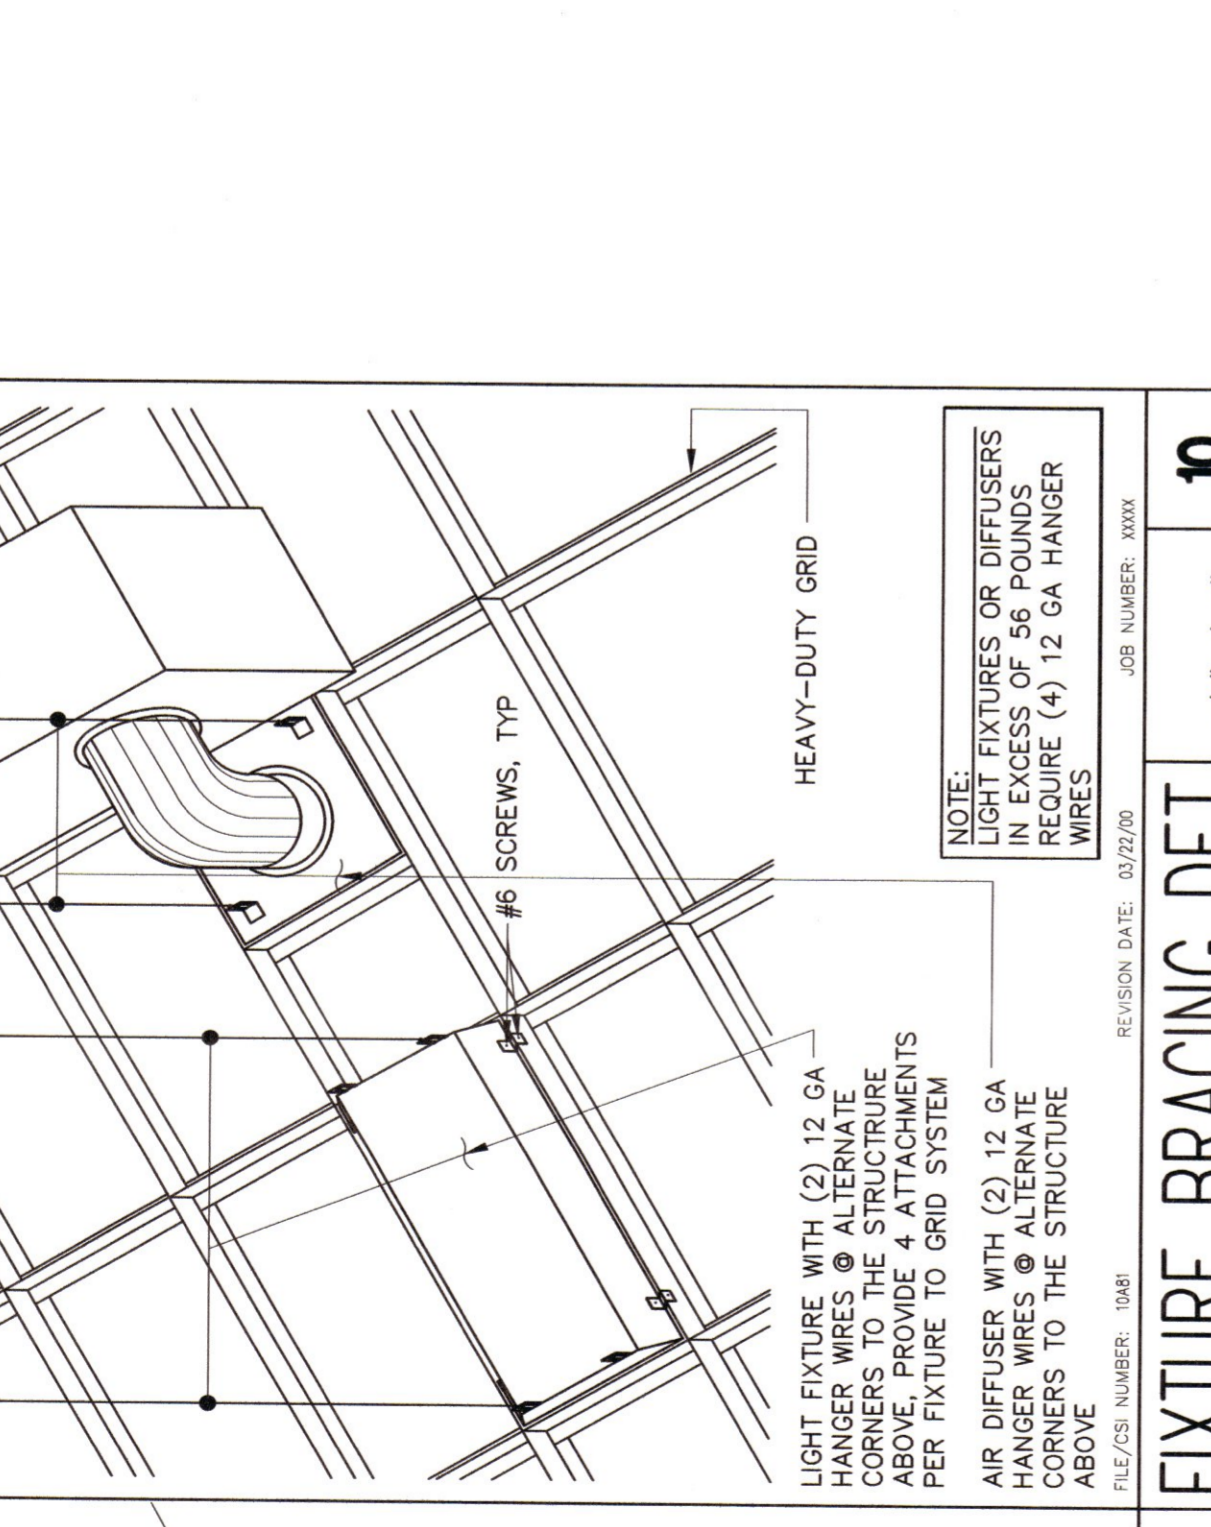 #6 SCREWS, TYP
HEAVY-DUTY GRID
LIGHT FIXTURE WITH (2) 12 GA
HANGER WIRES @ ALTERNATE
CORNERS TO THE STRUCTRURE
ABOVE, PROVIDE 4 ATTACHMENTS
PER FIXTURE TO GRID SYSTEM
NOTE:
LIGHT FIXTURES OR DIFFUSERS
IN EXCESS OF 56 POUNDS
REQUIRE (4) 12 GA HANGER
WIRES
AIR DIFFUSER WITH (2) 12 GA
HANGER WIRES @ ALTERNATE
CORNERS TO THE STRUCTURE
ABOVE
FILE/CSI NUMBER: 10A81 REVISION DATE: 03/22/00 JOB NUMBER: XXXXX
FIXTURE BRACING DET